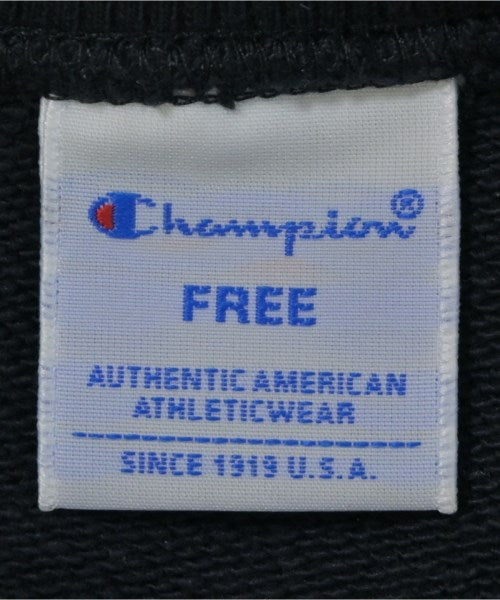 Champion®
FREE
AUTHENTIC AMERICAN
ATHLETICWEAR
SINCE 1919 U.S.A.